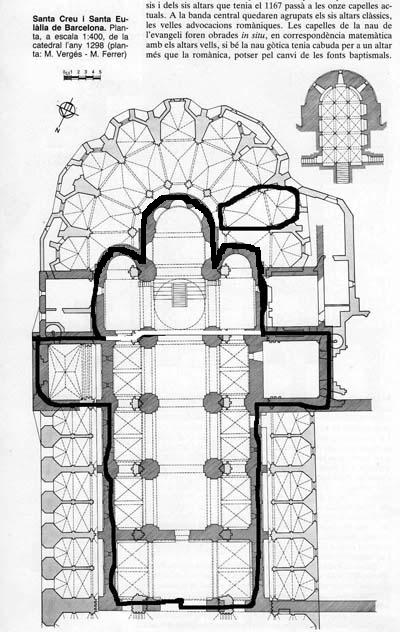 Santa Creu i Santa Eu-
làlia de Barcelona. Plan-
ta, a escala 1:400, de la
catedral l'any 1298 (plan-
ta: M. Vergés - M. Ferrer)
sis i dels sis altars que tenia el 1167 passà a les onze capelles ac-
tuals. A la banda central quedaren agrupats els sis altars clàssics,
les velles advocacions romàniques. Les capelles de la nau de
l'evangeli foren obrades in situ, en correspondència matemàtica
amb els altars vells, si bé la nau gòtica tenia cabuda per a un altar
més que la romànica, potser pel canvi de les fonts baptismals.